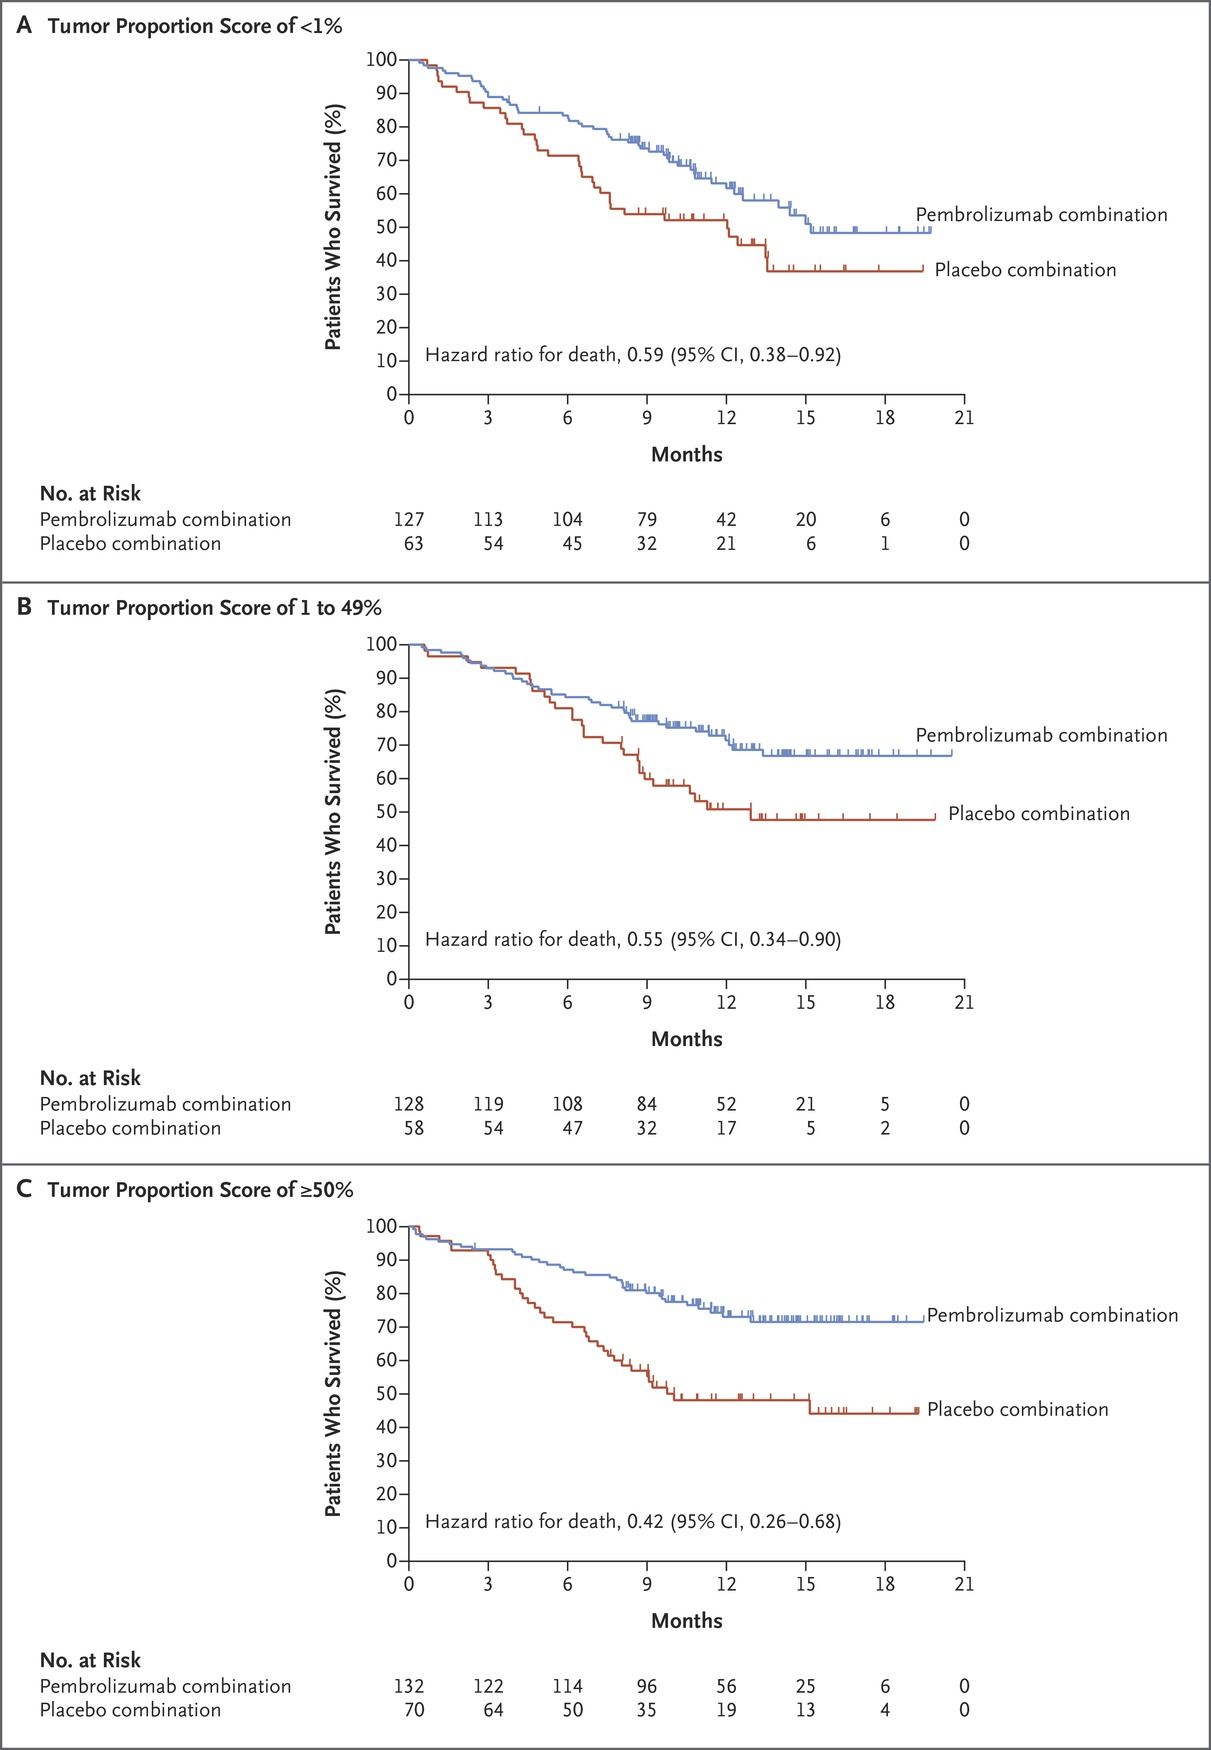 A Tumor Proportion Score of <1%
100
90
80
70
60
50
40
30
20
10
0
Patients Who Survived (%)
Pembrolizumab combination
Placebo combination
Hazard ratio for death, 0.59 (95% CI, 0.38–0.92)
0 3 6 9 12 15 18 21
Months
No. at Risk
Pembrolizumab combination 127 113 104 79 42 20 6 0
Placebo combination 63 54 45 32 21 6 1 0
B Tumor Proportion Score of 1 to 49%
100
90
80
70
60
50
40
30
20
10
0
Patients Who Survived (%)
Pembrolizumab combination
Placebo combination
Hazard ratio for death, 0.55 (95% CI, 0.34–0.90)
0 3 6 9 12 15 18 21
Months
No. at Risk
Pembrolizumab combination 128 119 108 84 52 21 5 0
Placebo combination 58 54 47 32 17 5 2 0
C Tumor Proportion Score of ≥50%
100
90
80
70
60
50
40
30
20
10
0
Patients Who Survived (%)
Pembrolizumab combination
Placebo combination
Hazard ratio for death, 0.42 (95% CI, 0.26–0.68)
0 3 6 9 12 15 18 21
Months
No. at Risk
Pembrolizumab combination 132 122 114 96 56 25 6 0
Placebo combination 70 64 50 35 19 13 4 0